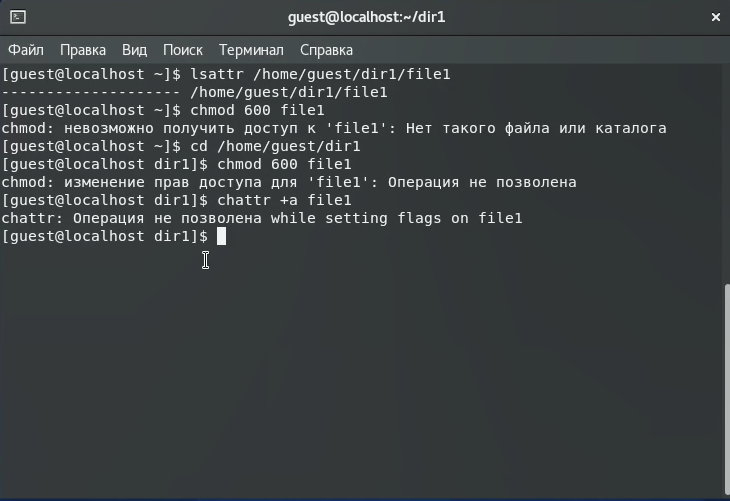 guest@localhost:~/dir1
Файл Правка Вид Поиск Терминал Справка
[guest@localhost ~]$ lsattr /home/guest/dir1/file1
-------------------- /home/guest/dir1/file1
[guest@localhost ~]$ chmod 600 file1
chmod: невозможно получить доступ к 'file1': Нет такого файла или каталога
[guest@localhost ~]$ cd /home/guest/dir1
[guest@localhost dir1]$ chmod 600 file1
chmod: изменение прав доступа для 'file1': Операция не позволена
[guest@localhost dir1]$ chattr +a file1
chattr: Операция не позволена while setting flags on file1
[guest@localhost dir1]$